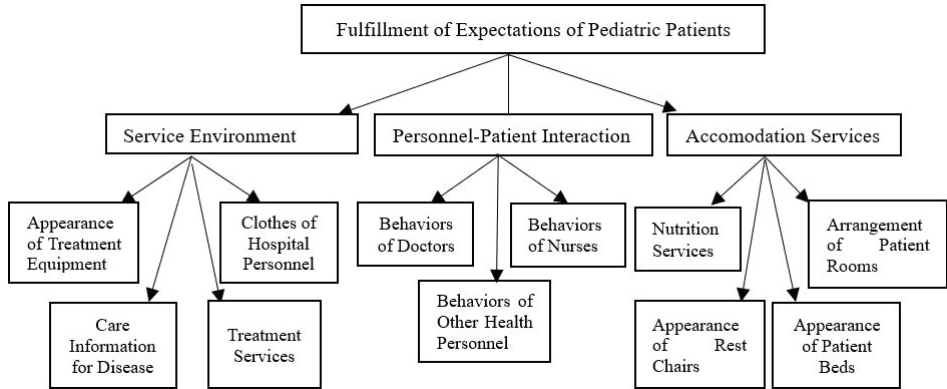 Fulfillment of Expectations of Pediatric Patients
Service Environment
Personnel-Patient Interaction
Accomodation Services
Appearance
of Treatment
Equipment
Clothes of
Hospital
Personnel
Behaviors
of Doctors
Behaviors
of Nurses
Nutrition
Services
Arrangement
of Patient
Rooms
Care
Information
for Disease
Treatment
Services
Behaviors of
Other Health
Personnel
Appearance
of Rest
Chairs
Appearance
of Patient
Beds